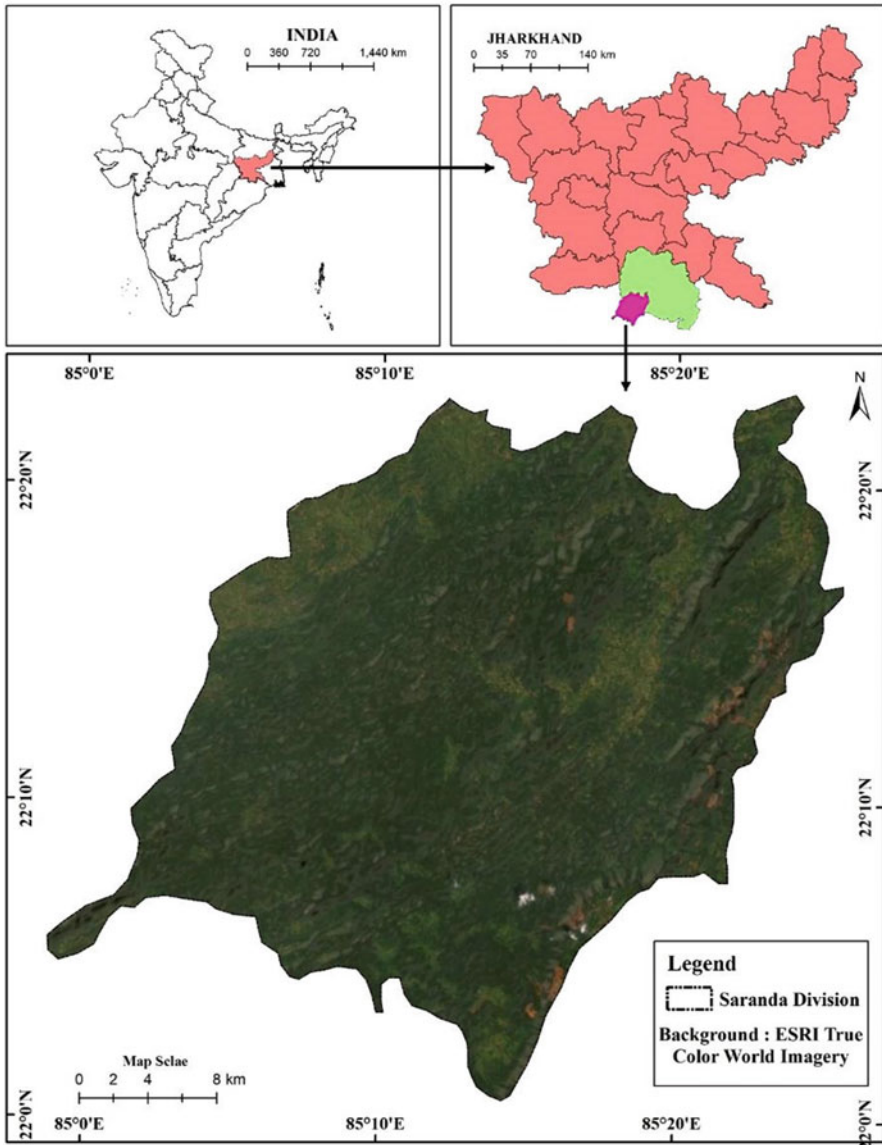 INDIA
0 360 720 1,440 km
JHARKHAND
0 35 70 140 km
85°0'E 85°10'E 85°20'E
N
22°20'N 22°20'N
22°10'N 22°10'N
Legend
Saranda Division
Background : ESRI True
Color World Imagery
Map Sclae
0 2 4 8 km
22°0'N 22°0'N
85°0'E 85°10'E 85°20'E